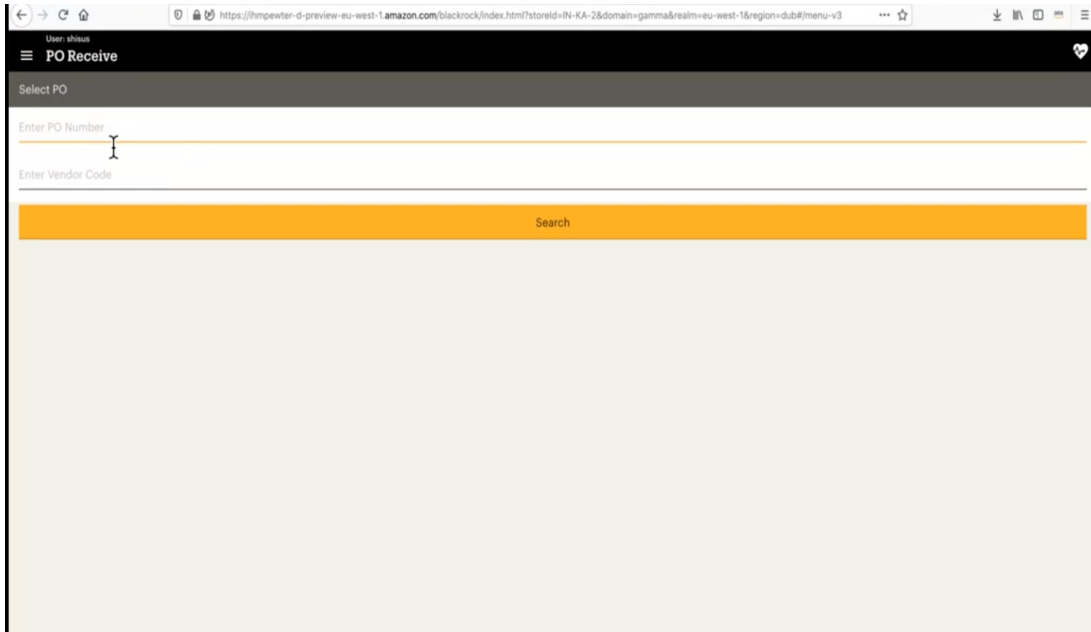 https://ihmpewter-d-preview-eu-west-1.amazon.com/blackrock/index.html?storeId=IN-KA-2&domain=gamma&realm=eu-west-1&region=dub#/menu-v3
User: shisus
PO Receive
Select PO
Enter PO Number
Enter Vendor Code
Search